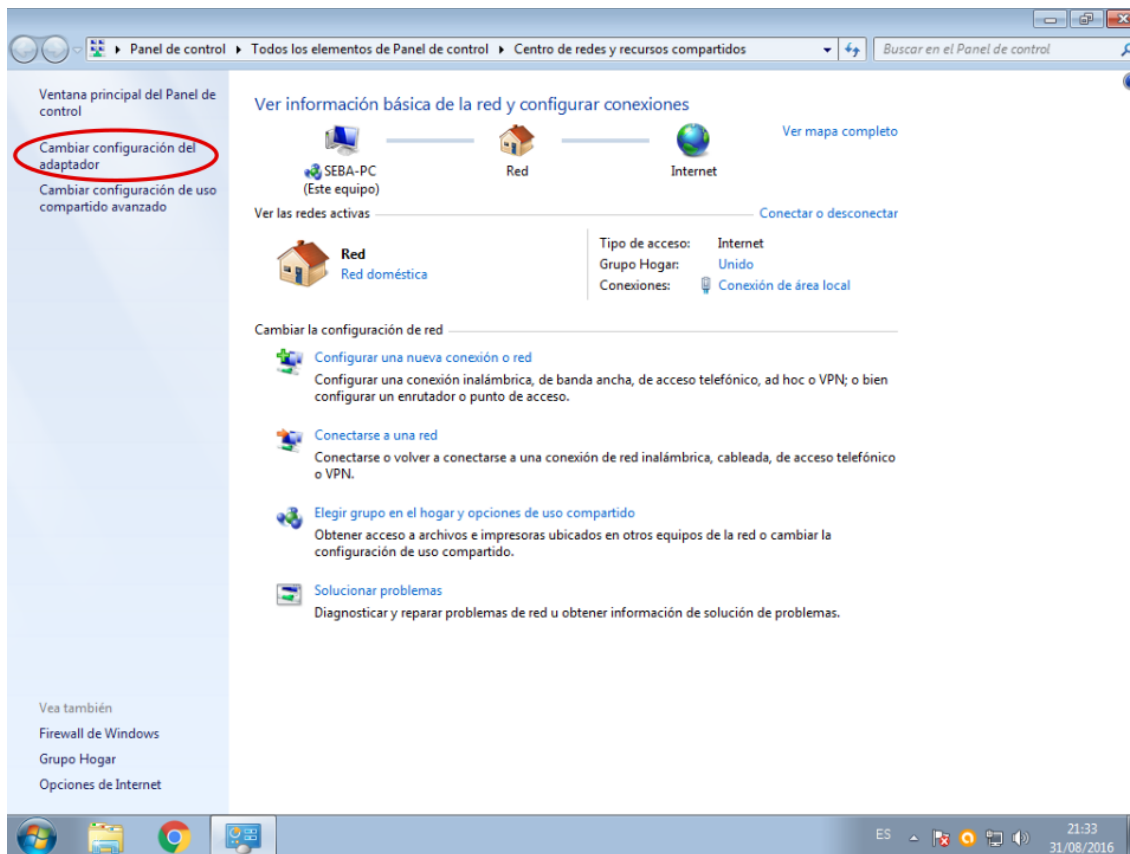 Panel de control ▸ Todos los elementos de Panel de control ▸ Centro de redes y recursos compartidos
Buscar en el Panel de control
Ventana principal del Panel de
control
Cambiar configuración del
adaptador
Cambiar configuración de uso
compartido avanzado
Ver información básica de la red y configurar conexiones
Ver mapa completo
SEBA-PC
(Este equipo)
Red
Internet
Ver las redes activas
Conectar o desconectar
Red
Red doméstica
Tipo de acceso: Internet
Grupo Hogar: Unido
Conexiones: Conexión de área local
Cambiar la configuración de red
Configurar una nueva conexión o red
Configurar una conexión inalámbrica, de banda ancha, de acceso telefónico, ad hoc o VPN; o bien
configurar un enrutador o punto de acceso.
Conectarse a una red
Conectarse o volver a conectarse a una conexión de red inalámbrica, cableada, de acceso telefónico
o VPN.
Elegir grupo en el hogar y opciones de uso compartido
Obtener acceso a archivos e impresoras ubicados en otros equipos de la red o cambiar la
configuración de uso compartido.
Solucionar problemas
Diagnosticar y reparar problemas de red u obtener información de solución de problemas.
Vea también
Firewall de Windows
Grupo Hogar
Opciones de Internet
ES
21:33
31/08/2016